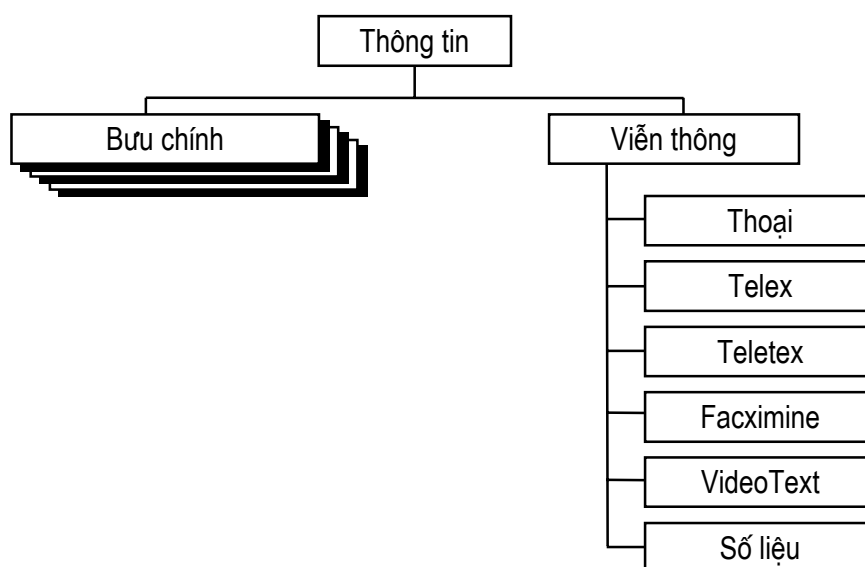 Thông tin
Bưu chính
Viễn thông
Thoại
Telex
Teletex
Facximine
VideoText
Số liệu